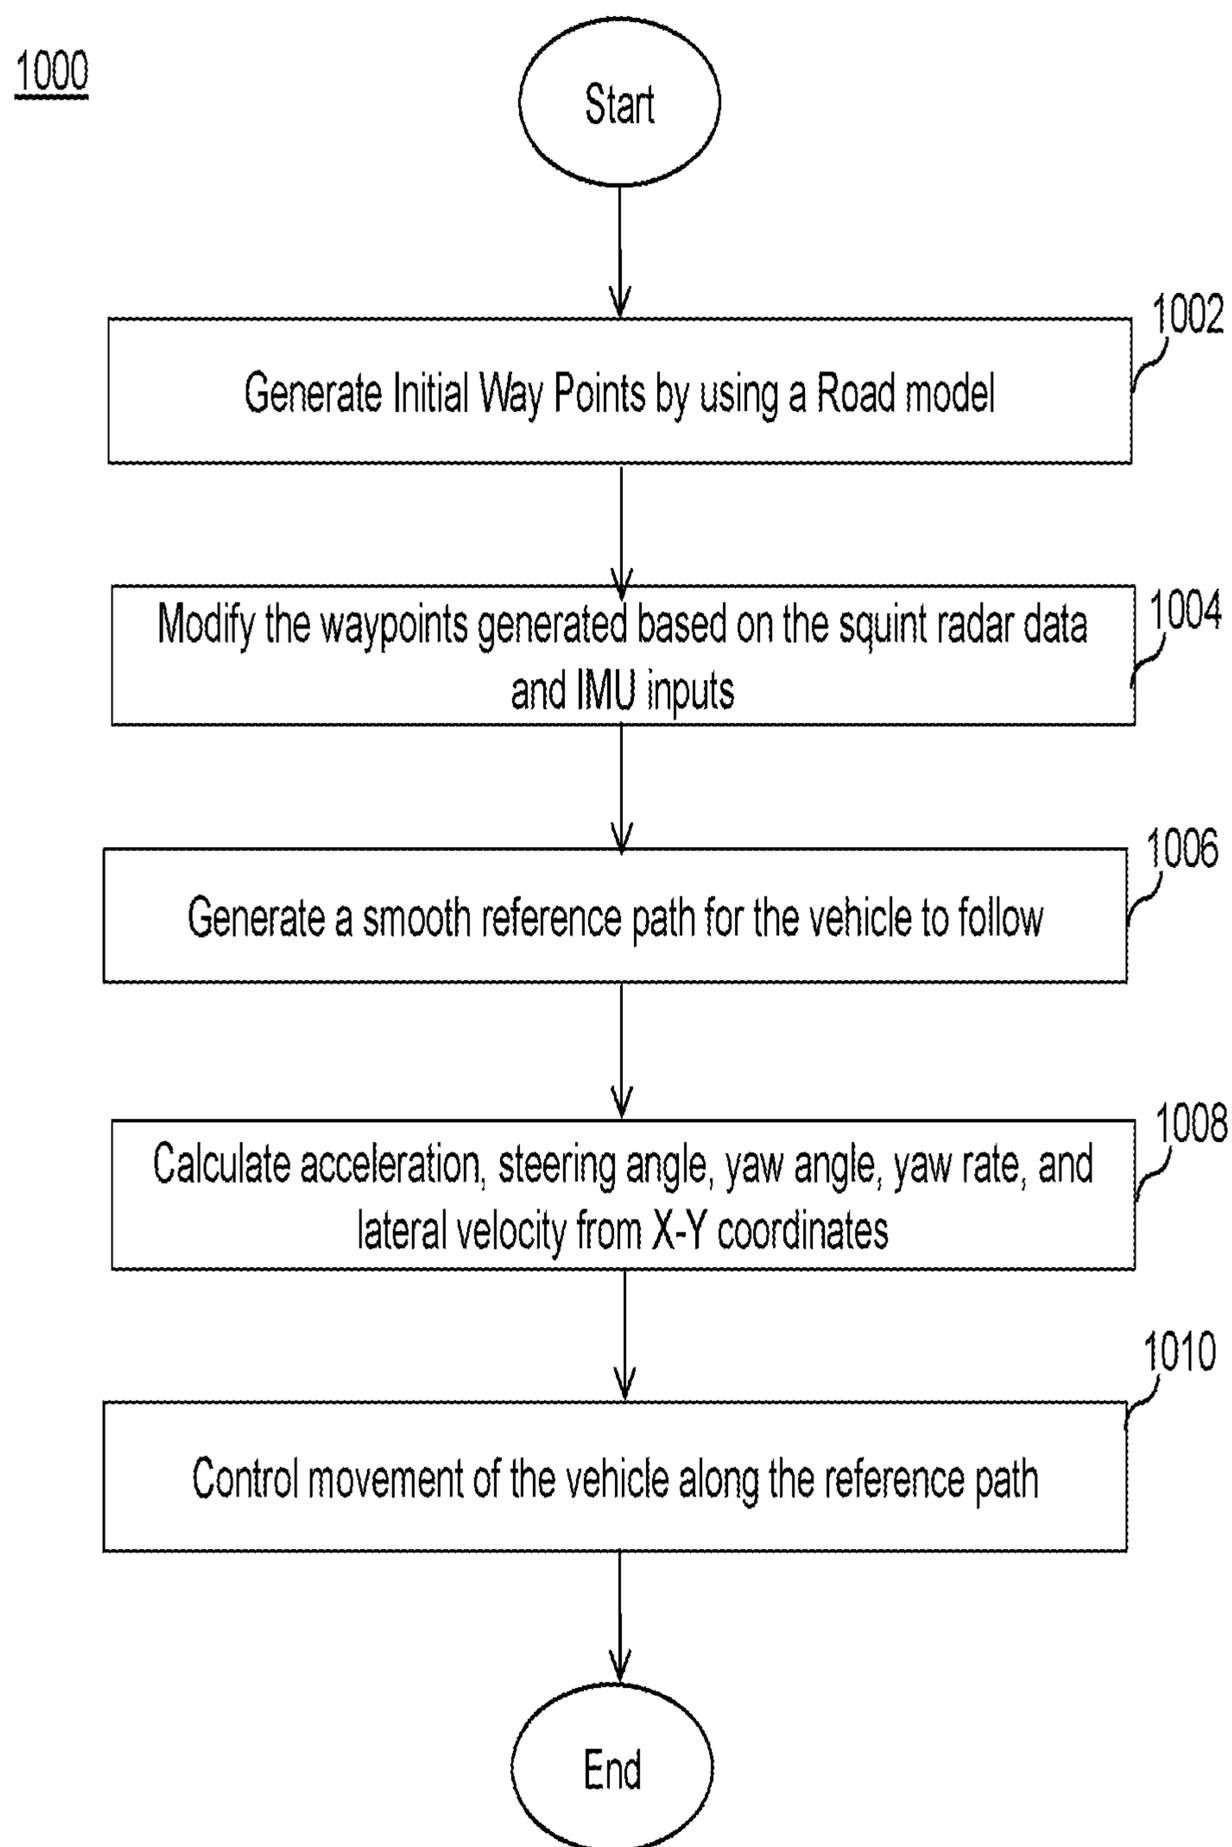 1000
Start
1002
Generate Initial Way Points by using a Road model
1004
Modify the waypoints generated based on the squint radar data
and IMU inputs
1006
Generate a smooth reference path for the vehicle to follow
1008
Calculate acceleration, steering angle, yaw angle, yaw rate, and
lateral velocity from X-Y coordinates
1010
Control movement of the vehicle along the reference path
End